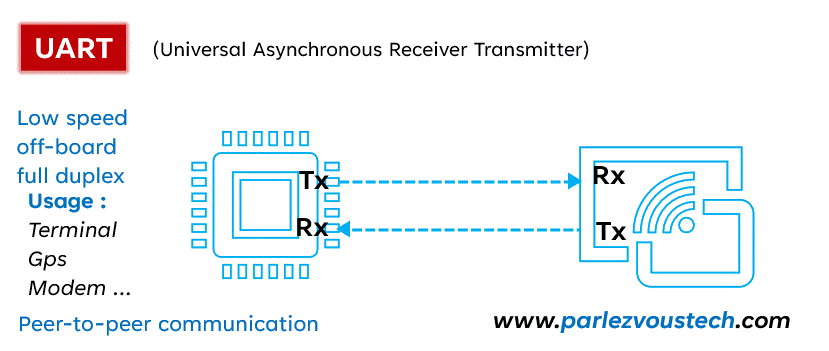 UART (Universal Asynchronous Receiver Transmitter)
Low speed
off-board
full duplex
Usage :
Terminal
Gps
Modem ...
Peer-to-peer communication
Tx
Rx
Rx
Tx
www.parlezvoustech.com